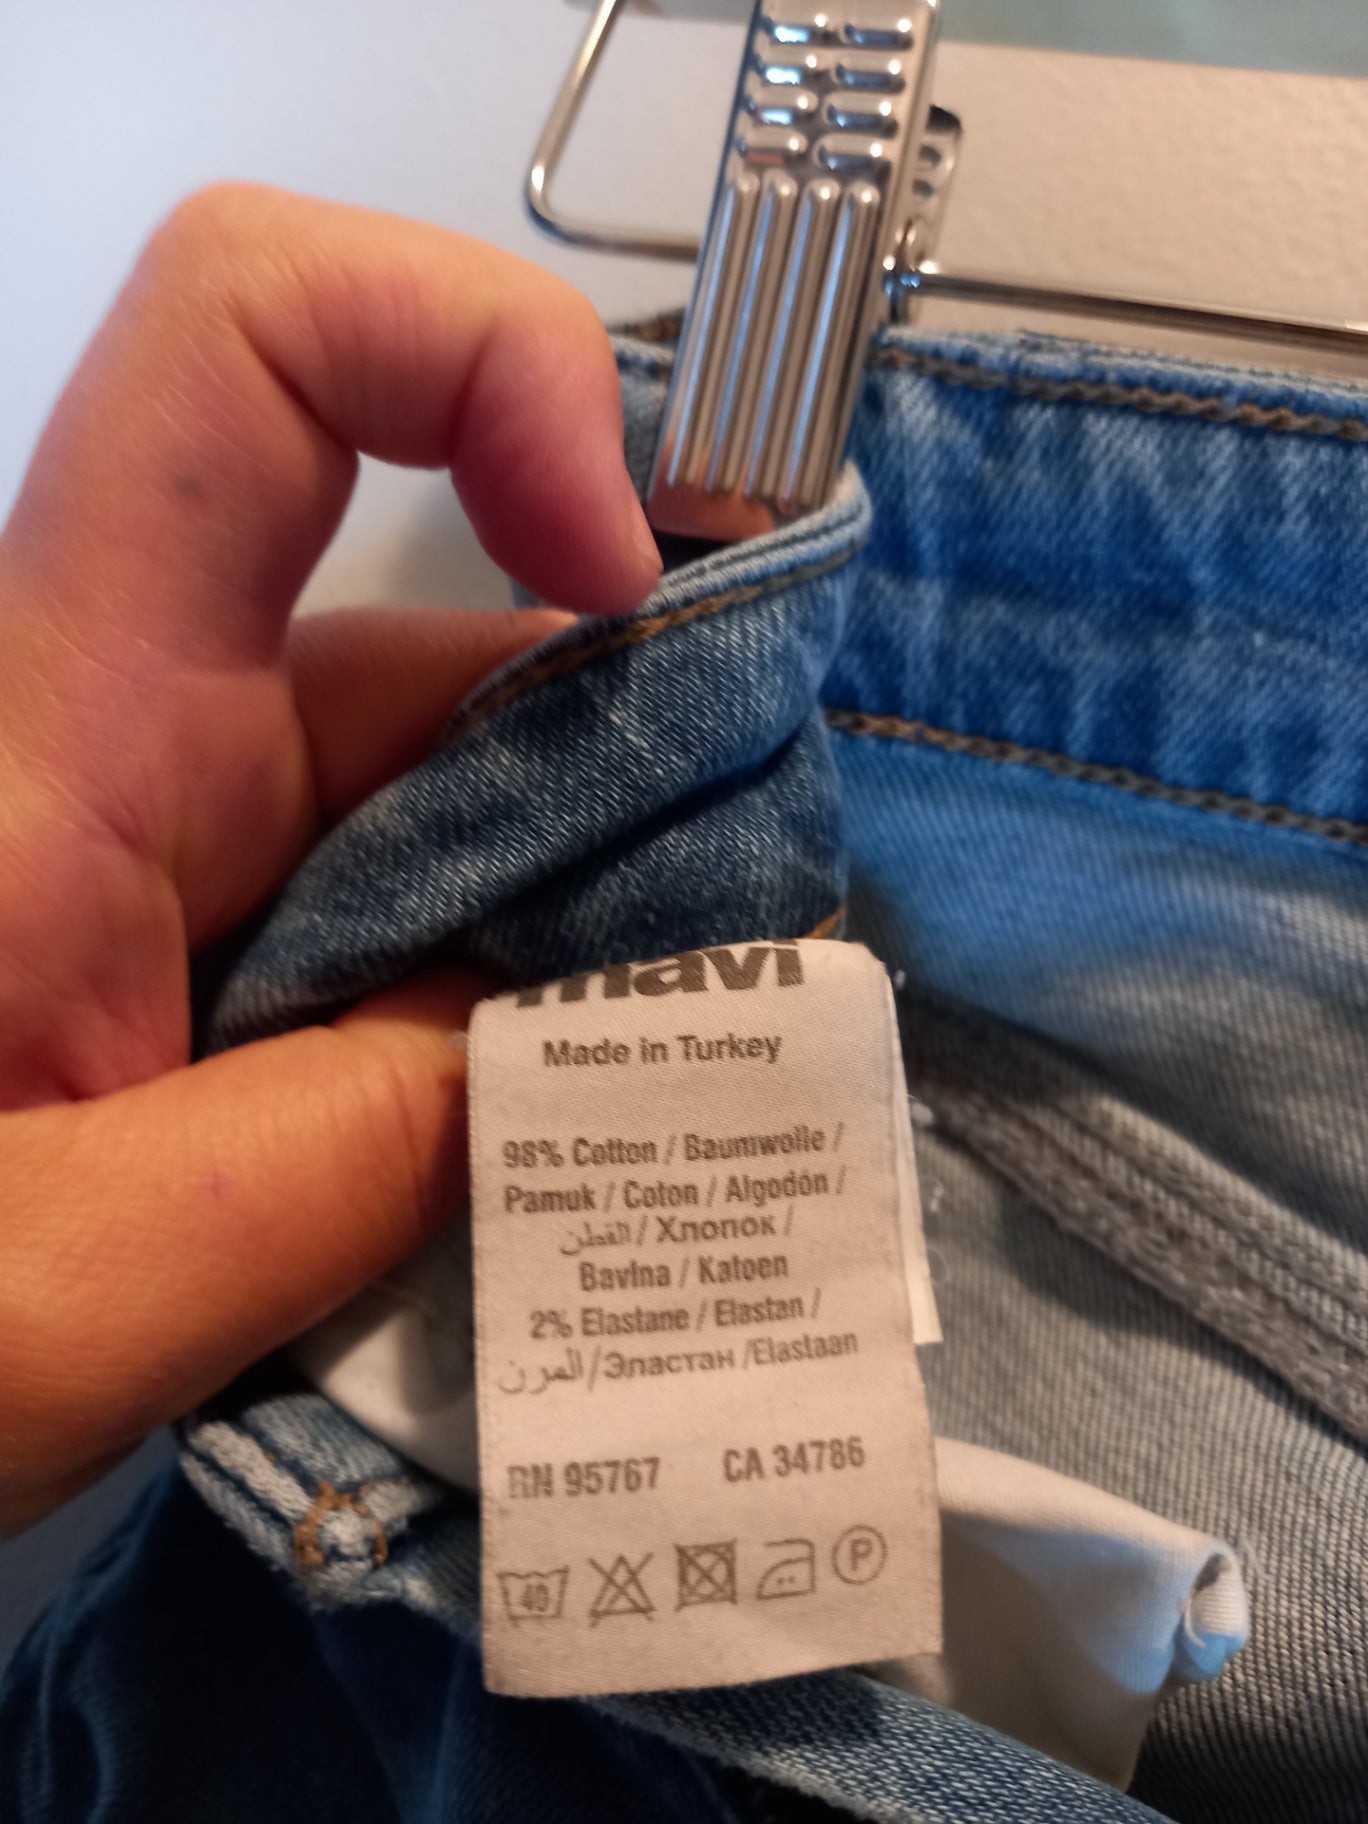 mavi
Made in Turkey
98% Cotton / Baumwolle /
Pamuk / Coton / Algodón /
القطن / Хлопок /
Bavlna / Katoen
2% Elastane / Elastan /
المرن / Эластан /Elastaan
RN 95767 CA 34786
40 P